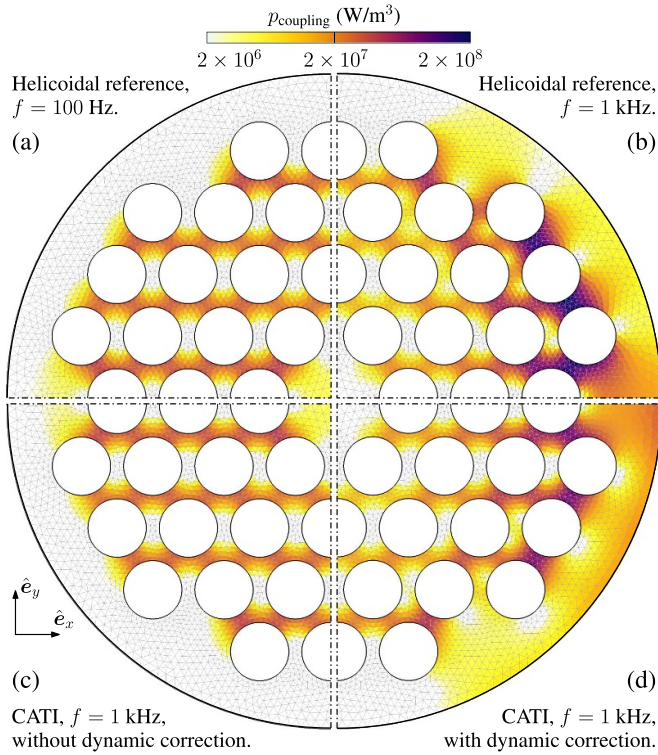 p_coupling (W/m³)
2 × 10⁶ 2 × 10⁷ 2 × 10⁸
Helicoidal reference,
f = 100 Hz.
(a)
Helicoidal reference,
f = 1 kHz.
(b)
ê_y
ê_x
(c)
CATI, f = 1 kHz,
without dynamic correction.
(d)
CATI, f = 1 kHz
with dynamic correction.